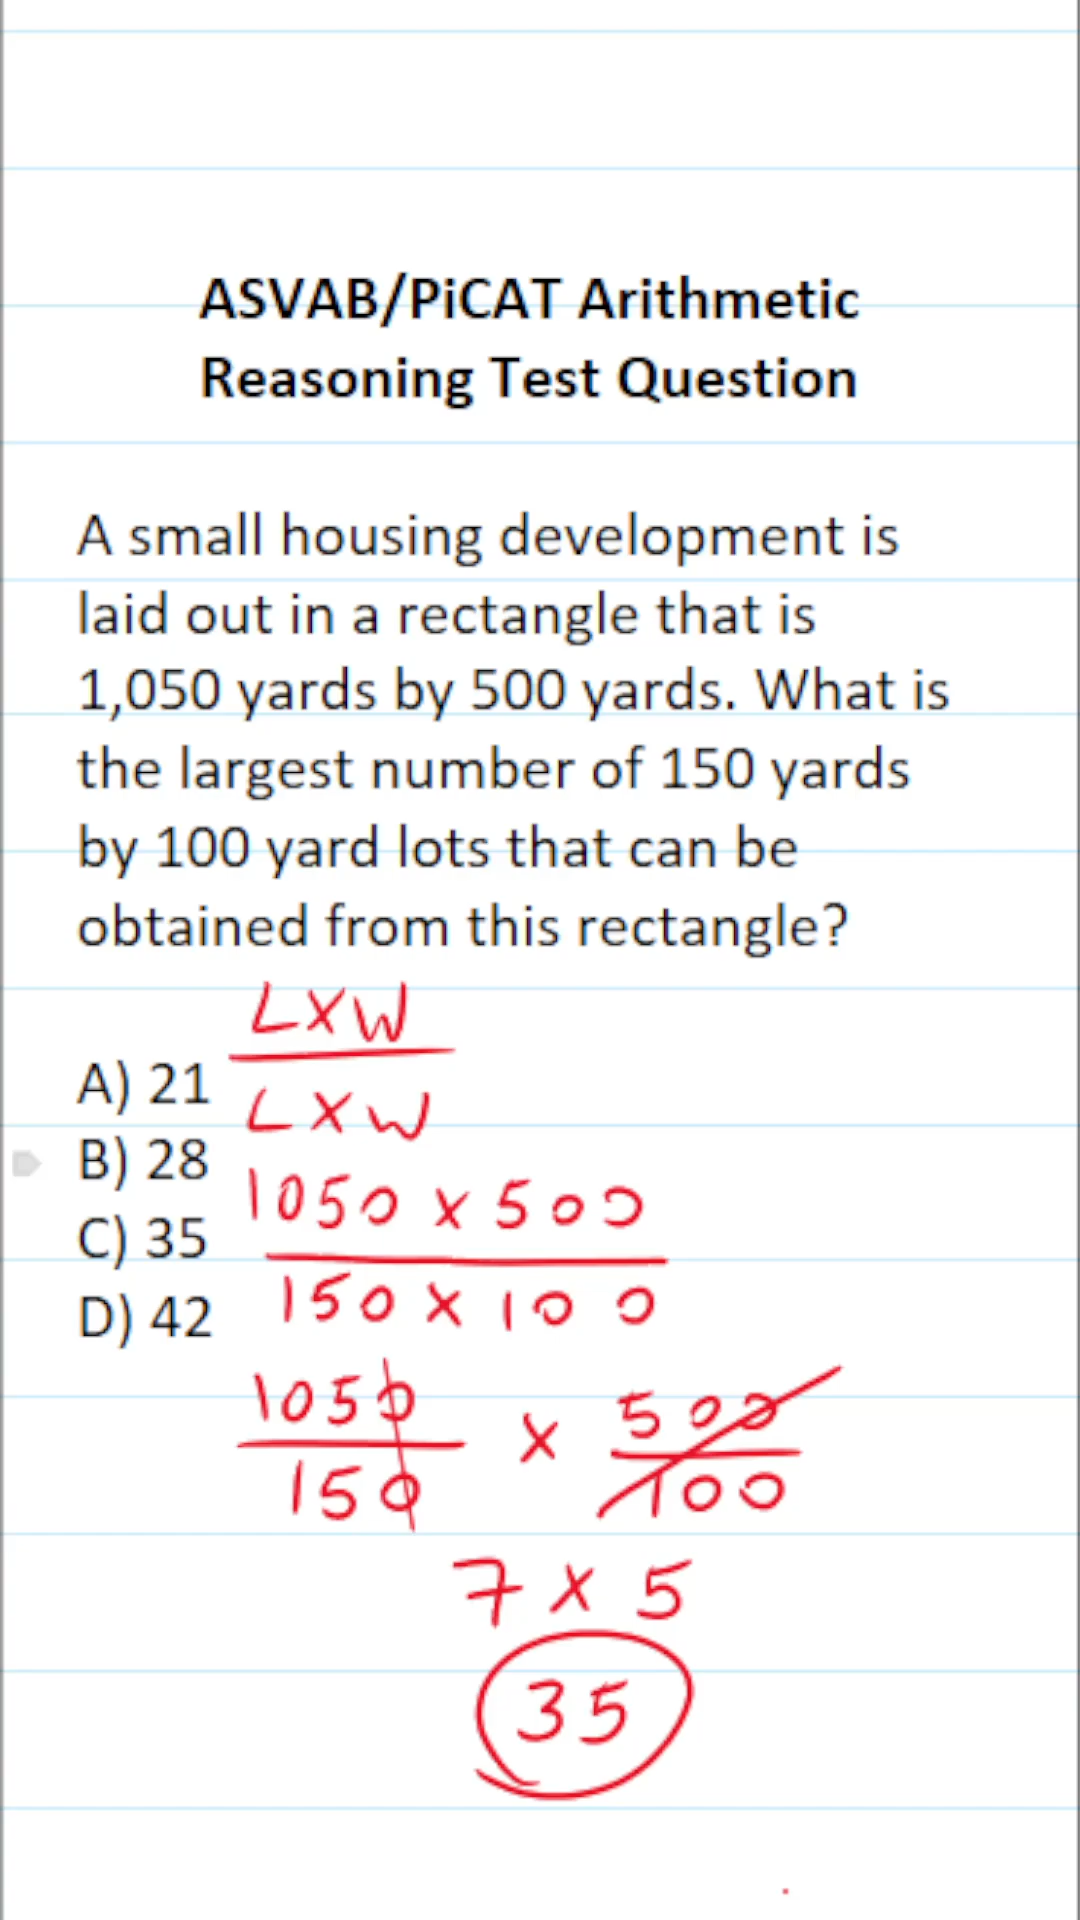 ASVAB/PiCAT Arithmetic
Reasoning Test Question
A small housing development is
laid out in a rectangle that is
1,050 yards by 500 yards. What is
the largest number of 150 yards
by 100 yard lots that can be
obtained from this rectangle?
A) 21
B) 28
C) 35
D) 42
L X W
L X W
1050 x 500
150 x 100
1050 x 500
150 100
7 x 5
35